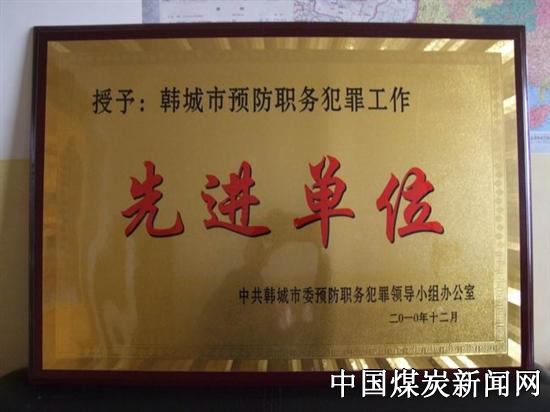 授予：韩城市预防职务犯罪工作
先进单位
中共韩城市委预防职务犯罪领导小组办公室
二0一0年十二月
中国煤炭新闻网